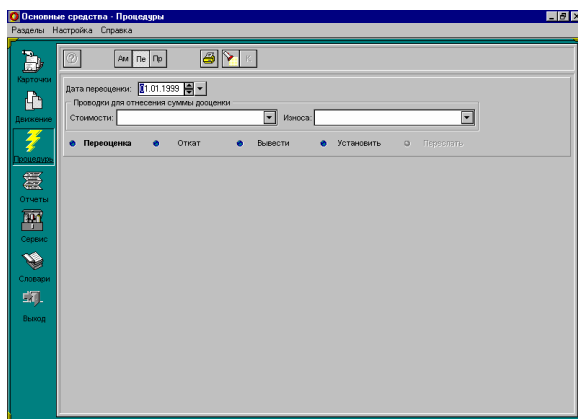 Основные средства - Процедуры
Разделы Настройка Справка
Ам Пе Пр К
Карточки
Движение
Процедуры
Отчеты
Сервис
Словари
Выход
Дата переоценки: 01.01.1999
Проводки для отнесения суммы дооценки
Стоимости: Износа:
Переоценка Откат Вывести Установить Переслать